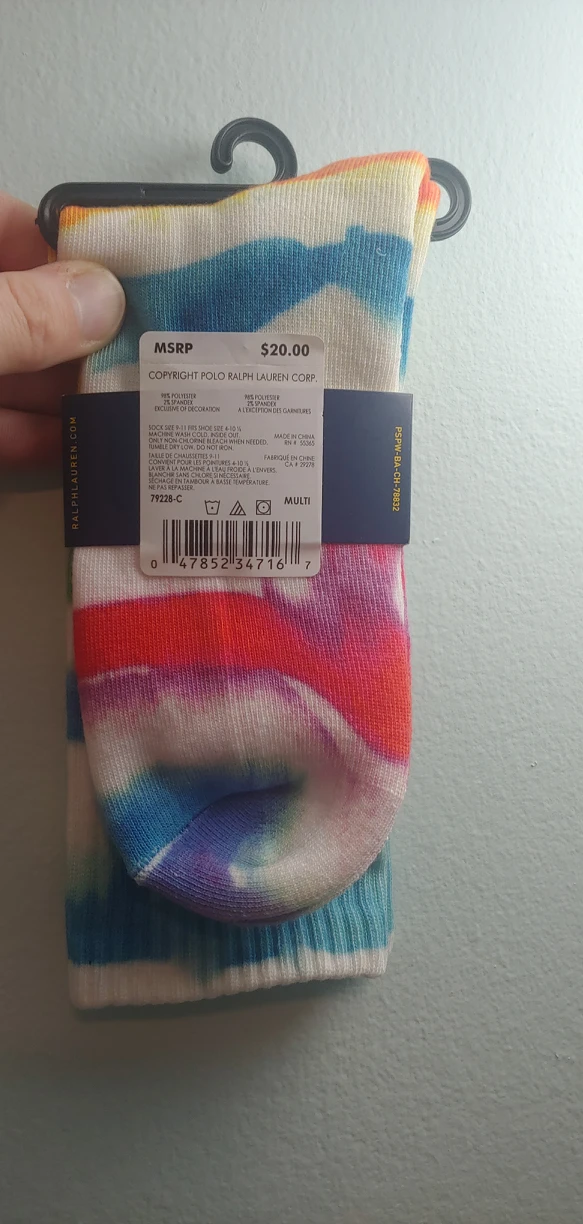 MSRP $20.00
COPYRIGHT POLO RALPH LAUREN CORP.
98% POLYESTER
2% SPANDEX
EXCLUSIVE OF DECORATION
98% POLYESTER
2% SPANDEX
A L'EXCEPTION DES GARNITURES
SOCK SIZE 9-11 FITS SHOE SIZE 4-10 ½
MACHINE WASH COLD. INSIDE OUT.
ONLY NON-CHLORINE BLEACH WHEN NEEDED.
TUMBLE DRY LOW. DO NOT IRON.
MADE IN CHINA
RN # 55365
TAILLE DE CHAUSSETTES 9-11
CONVIENT POUR LES POINTURES 4-10 ½
LAVER À LA MACHINE À L'EAU FROIDE À L'ENVERS.
BLANCHIR SANS CHLORE,SI NÉCESSAIRE
SÉCHAGE EN TAMBOUR A BASSE TEMPÉRATURE.
NE PAS REPASSER.
FABRIQUÉ EN CHINE
CA # 29278
79228-C MULTI
0 47852 34716 7
RALPHLAUREN.COM
PSPW-BA-CH-78832